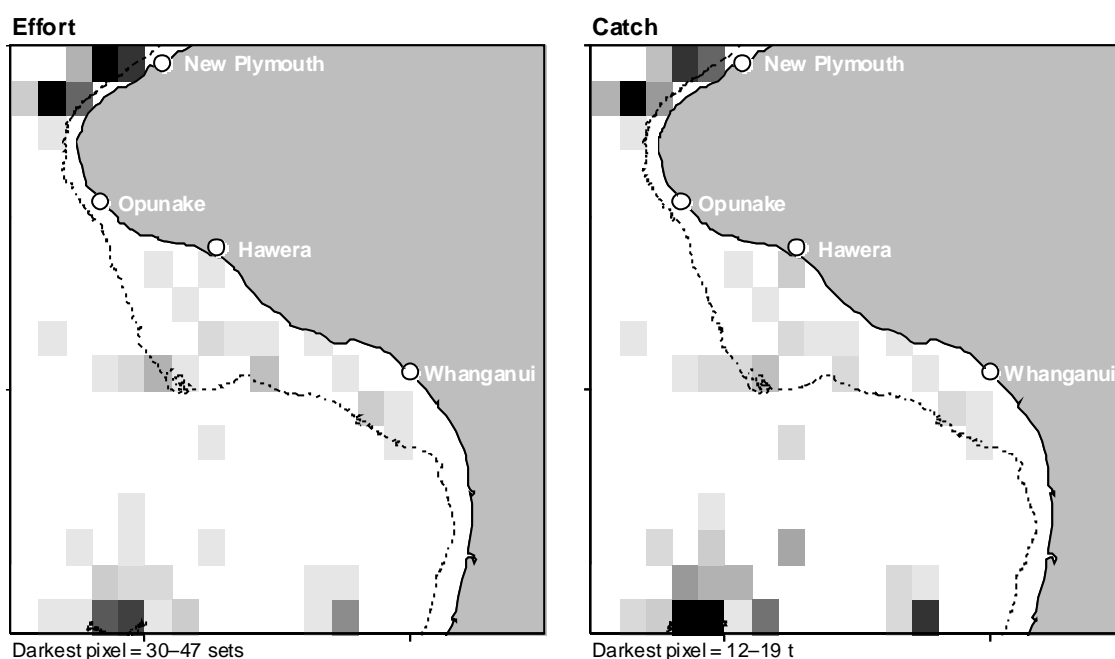 Effort
Catch
New Plymouth
New Plymouth
Opunake
Opunake
Hawera
Hawera
Whanganui
Whanganui
Darkest pixel = 30–47 sets
Darkest pixel = 12–19 t